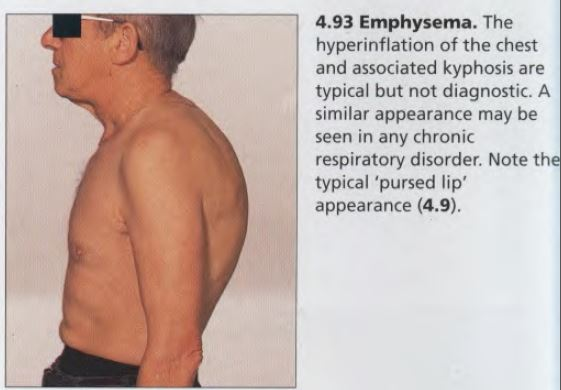 4.93 Emphysema. The
hyperinflation of the chest
and associated kyphosis are
typical but not diagnostic. A
similar appearance may be
seen in any chronic
respiratory disorder. Note the
typical ‘pursed lip’
appearance (4.9).